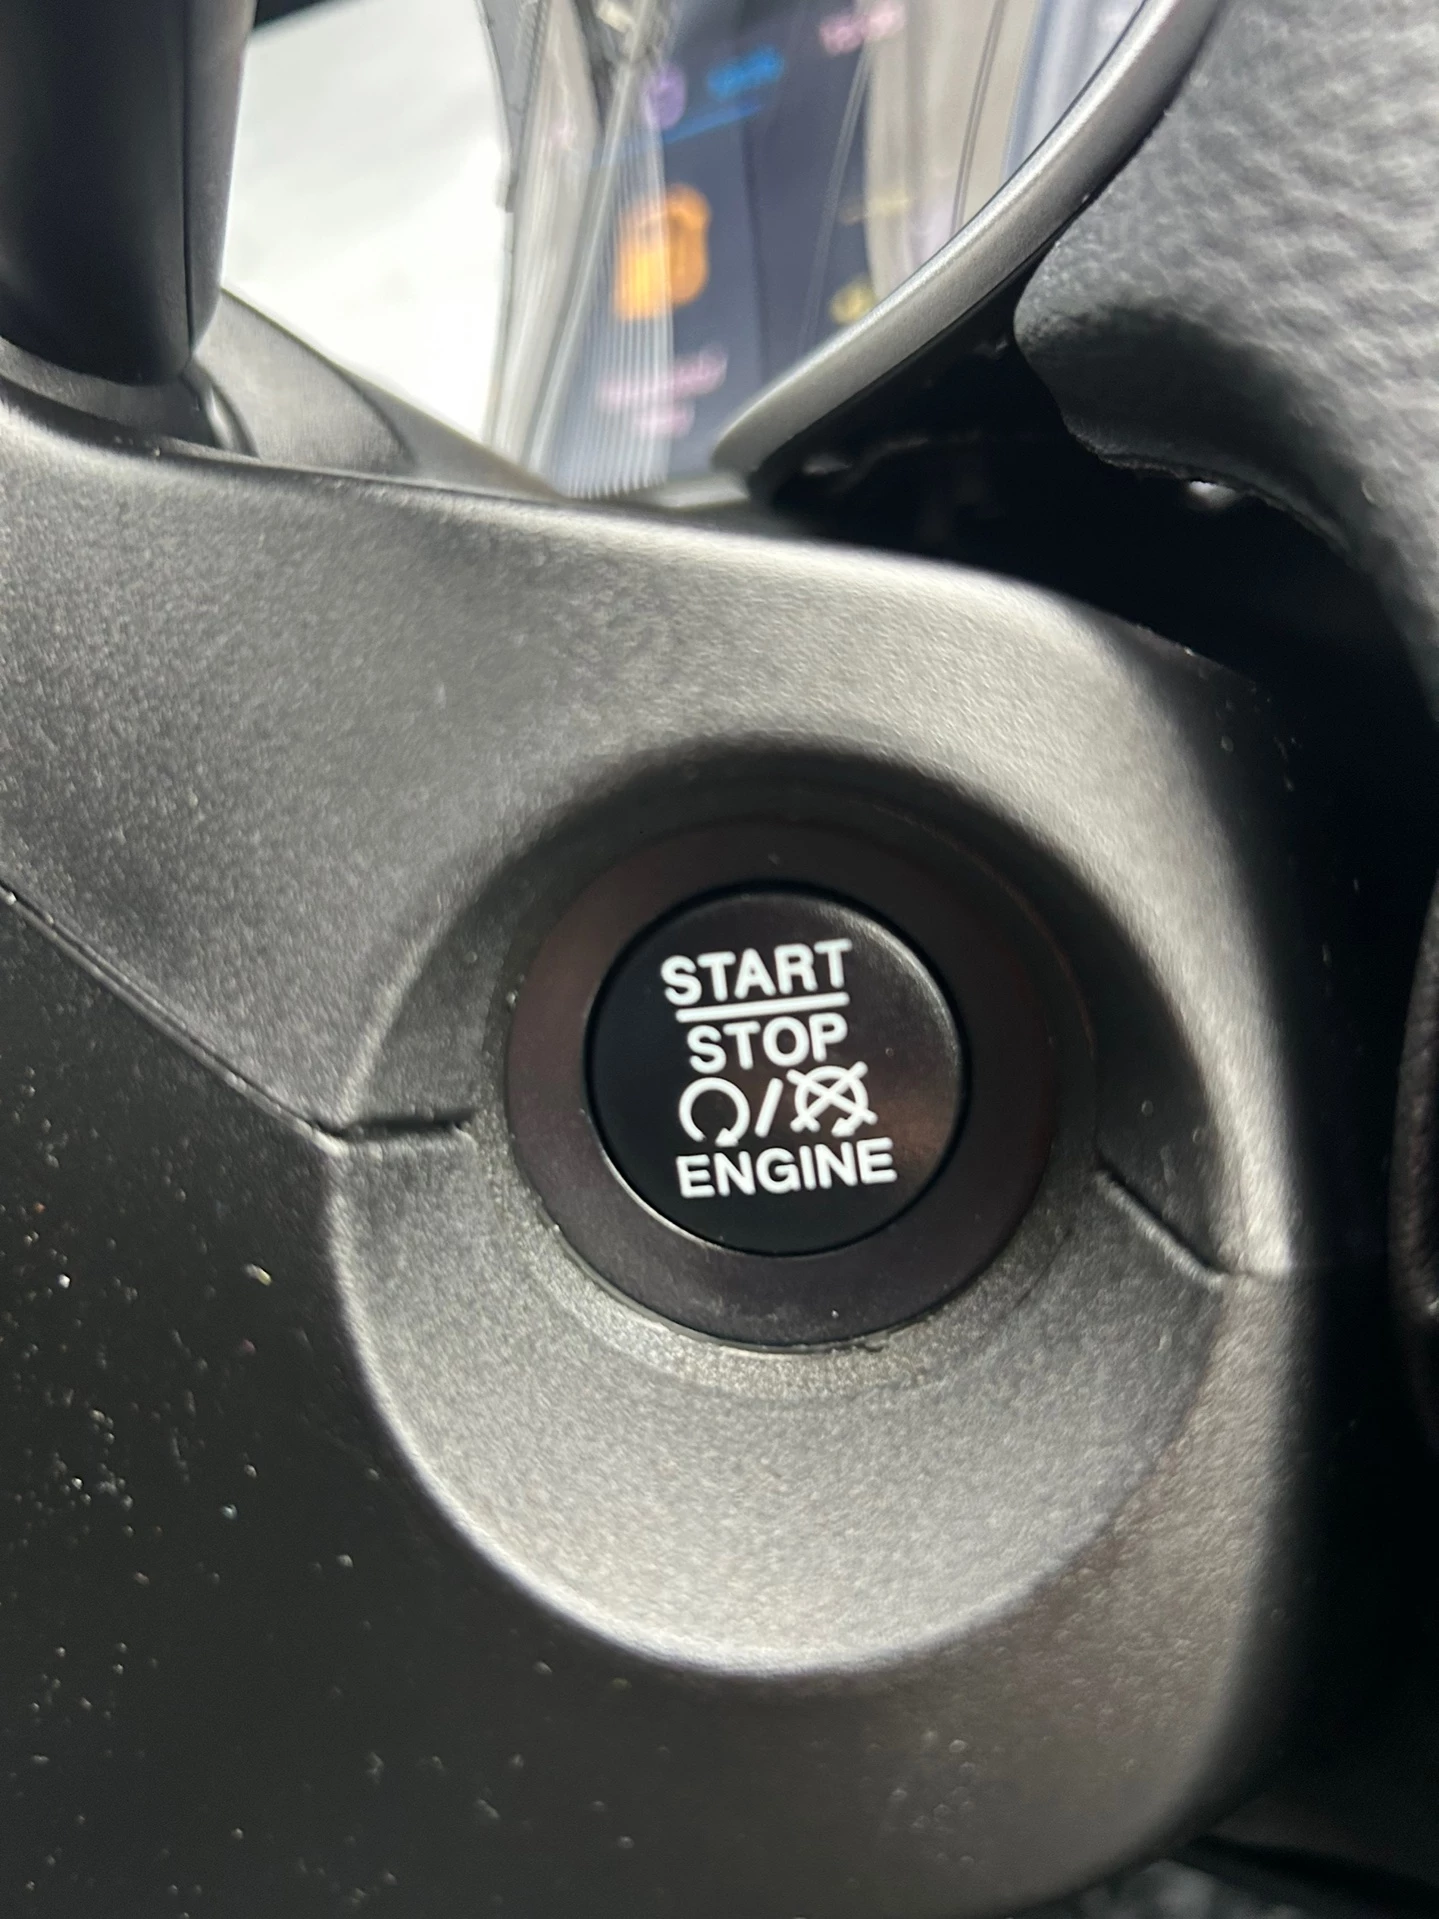 START
STOP
/
ENGINE